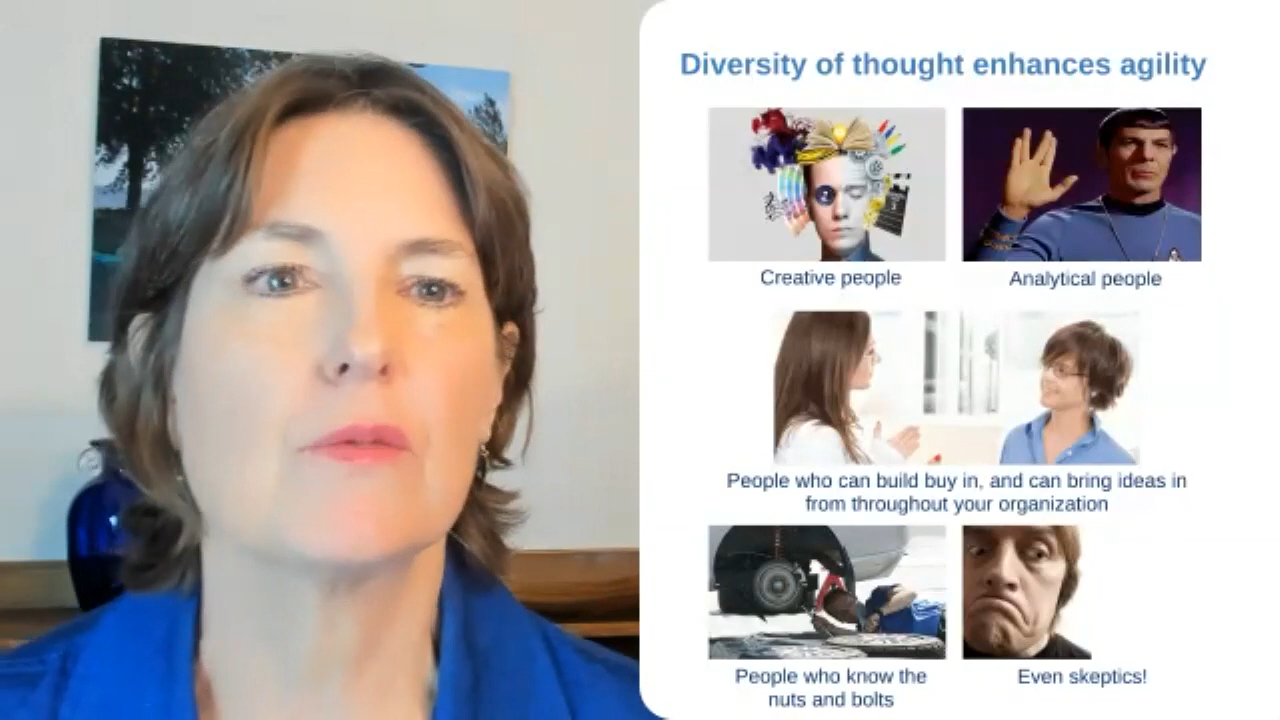 Diversity of thought enhances agility
Creative people
Analytical people
People who can build buy in, and can bring ideas in
from throughout your organization
People who know the
nuts and bolts
Even skeptics!